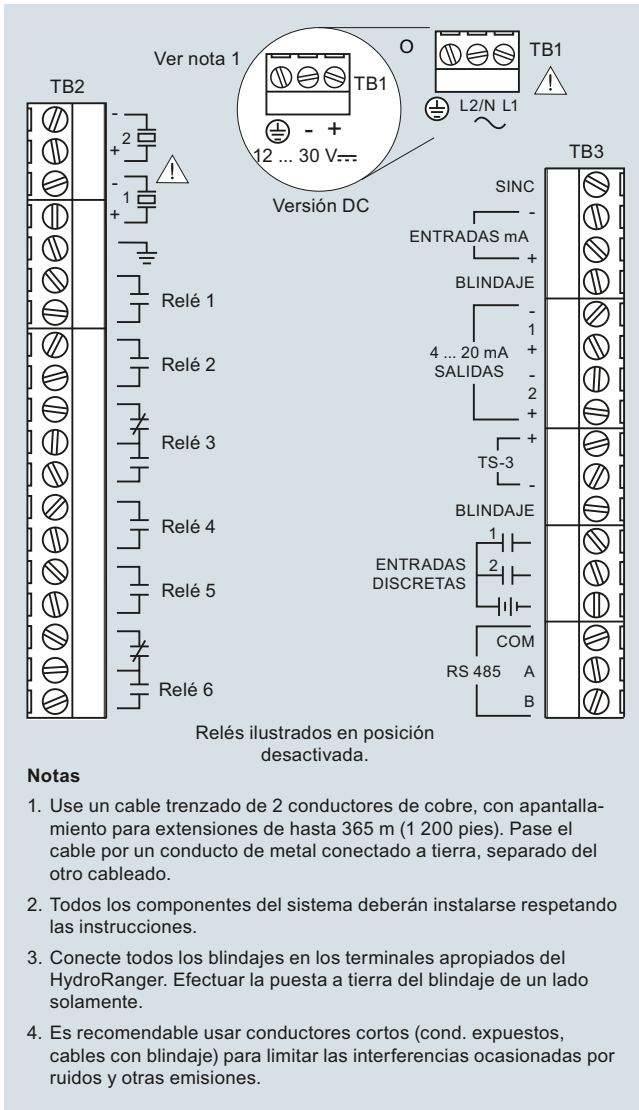 Ver nota 1
O
TB1
TB1
L2/N L1
- +
12 ... 30 V
Versión DC
TB2
-
2
+
-
1
+
Relé 1
Relé 2
Relé 3
Relé 4
Relé 5
Relé 6
TB3
SINC
-
ENTRADAS mA
+
BLINDAJE
-
1
4 ... 20 mA
+
SALIDAS
-
2
+
+
TS-3
-
BLINDAJE
1
ENTRADAS
2
DISCRETAS
COM
RS 485 A
B
Relés ilustrados en posición
desactivada.
Notas
1. Use un cable trenzado de 2 conductores de cobre, con apantalla-
miento para extensiones de hasta 365 m (1 200 pies). Pase el
cable por un conducto de metal conectado a tierra, separado del
otro cableado.
2. Todos los componentes del sistema deberán instalarse respetando
las instrucciones.
3. Conecte todos los blindajes en los terminales apropiados del
HydroRanger. Efectuar la puesta a tierra del blindaje de un lado
solamente.
4. Es recomendable usar conductores cortos (cond. expuestos,
cables con blindaje) para limitar las interferencias ocasionadas por
ruidos y otras emisiones.